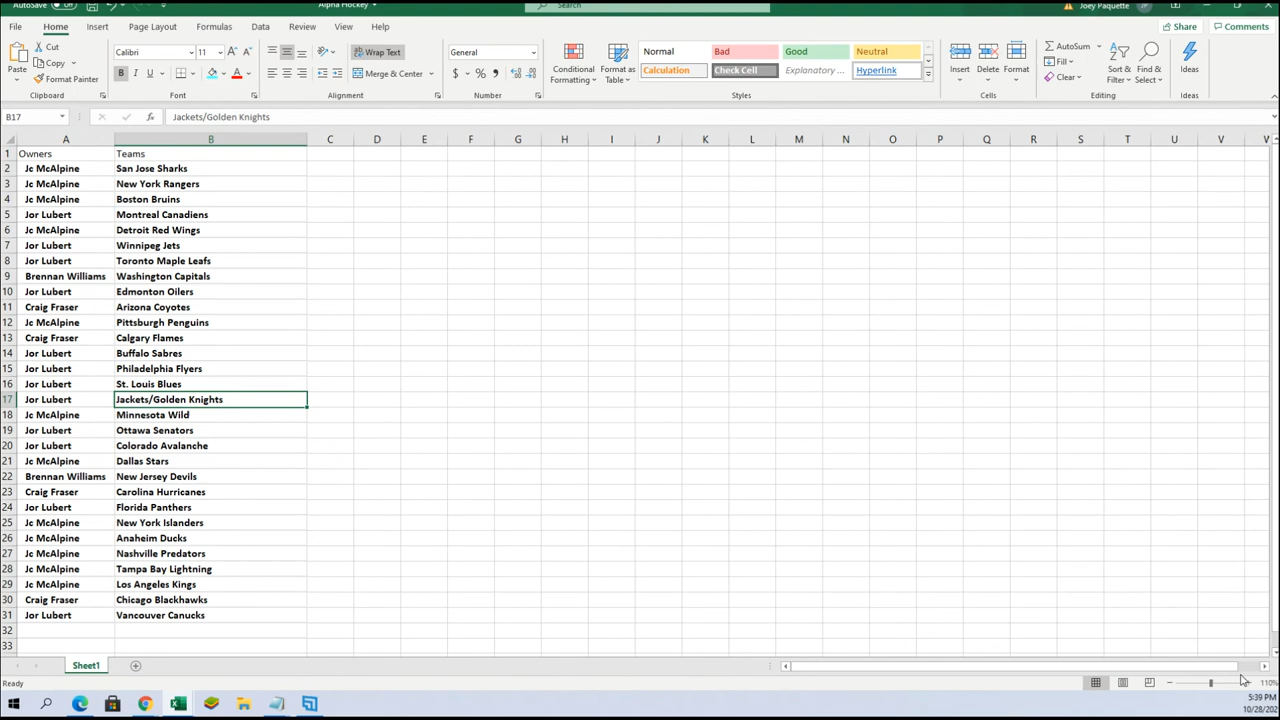 AutoSave Off Alpha Hockey Search Joey Paquette JP
File Home Insert Page Layout Formulas Data Review View Help Share Comments
Paste Cut Copy Format Painter Clipboard
Calibri 11 A A B I U A Font
ab Wrap Text Merge & Center Alignment
General $ % , Number
Conditional Formatting Format as Table
Normal Bad Good Neutral
Calculation Check Cell Explanatory ... Hyperlink
Styles
Insert Delete Format Cells
AutoSum Fill Clear Sort & Filter Find & Select Editing
Ideas Ideas
B17 fx Jackets/Golden Knights
A B C D E F G H I J K L M N O P Q R S T U V W
1 Owners Teams
2 Jc McAlpine San Jose Sharks
3 Jc McAlpine New York Rangers
4 Jc McAlpine Boston Bruins
5 Jor Lubert Montreal Canadiens
6 Jc McAlpine Detroit Red Wings
7 Jor Lubert Winnipeg Jets
8 Jor Lubert Toronto Maple Leafs
9 Brennan Williams Washington Capitals
10 Jor Lubert Edmonton Oilers
11 Craig Fraser Arizona Coyotes
12 Jc McAlpine Pittsburgh Penguins
13 Craig Fraser Calgary Flames
14 Jor Lubert Buffalo Sabres
15 Jor Lubert Philadelphia Flyers
16 Jor Lubert St. Louis Blues
17 Jor Lubert Jackets/Golden Knights
18 Jc McAlpine Minnesota Wild
19 Jor Lubert Ottawa Senators
20 Jor Lubert Colorado Avalanche
21 Jc McAlpine Dallas Stars
22 Brennan Williams New Jersey Devils
23 Craig Fraser Carolina Hurricanes
24 Jor Lubert Florida Panthers
25 Jc McAlpine New York Islanders
26 Jc McAlpine Anaheim Ducks
27 Jc McAlpine Nashville Predators
28 Jc McAlpine Tampa Bay Lightning
29 Jc McAlpine Los Angeles Kings
30 Craig Fraser Chicago Blackhawks
31 Jor Lubert Vancouver Canucks
32
33
Sheet1
Ready 110%
5:39 PM
10/28/202